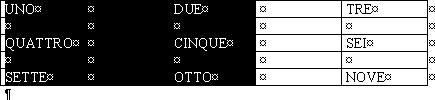 UNO¤ ¤ DUE¤ ¤ TRE¤ ¤
¤ ¤ ¤ ¤ ¤ ¤
QUATTRO¤ ¤ CINQUE¤ ¤ SEI¤ ¤
¤ ¤ ¤ ¤ ¤ ¤
SETTE¤ ¤ OTTO¤ ¤ NOVE¤ ¤
¶